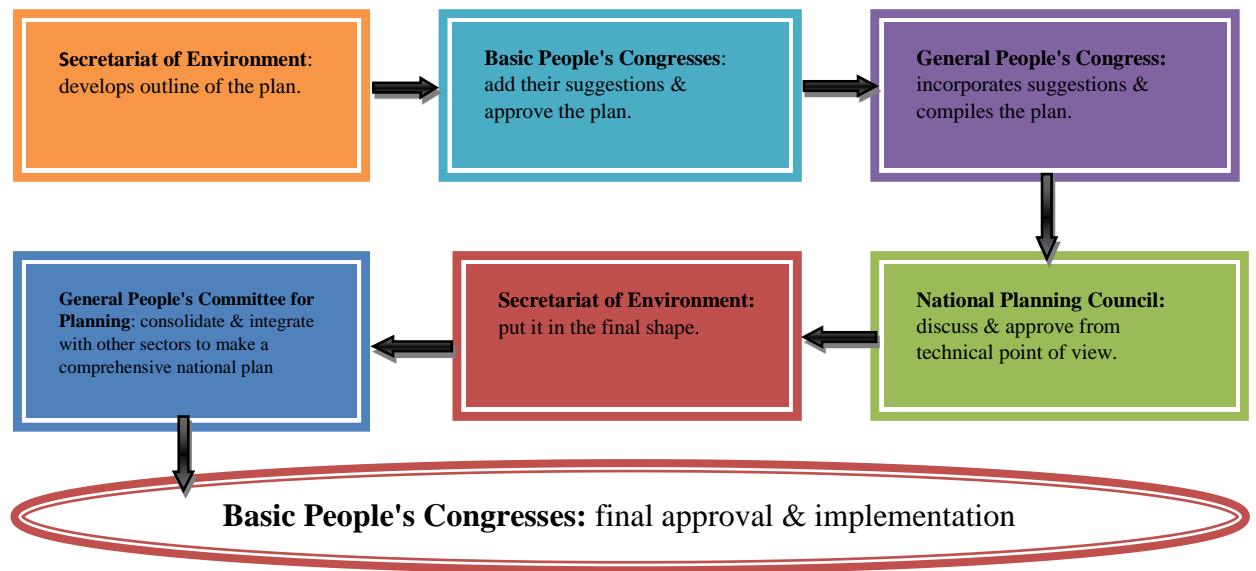 Secretariat of Environment:
develops outline of the plan.
Basic People's Congresses:
add their suggestions &
approve the plan.
General People's Congress:
incorporates suggestions &
compiles the plan.
National Planning Council:
discuss & approve from
technical point of view.
Secretariat of Environment:
put it in the final shape.
General People's Committee for
Planning: consolidate & integrate
with other sectors to make a
comprehensive national plan
Basic People's Congresses: final approval & implementation